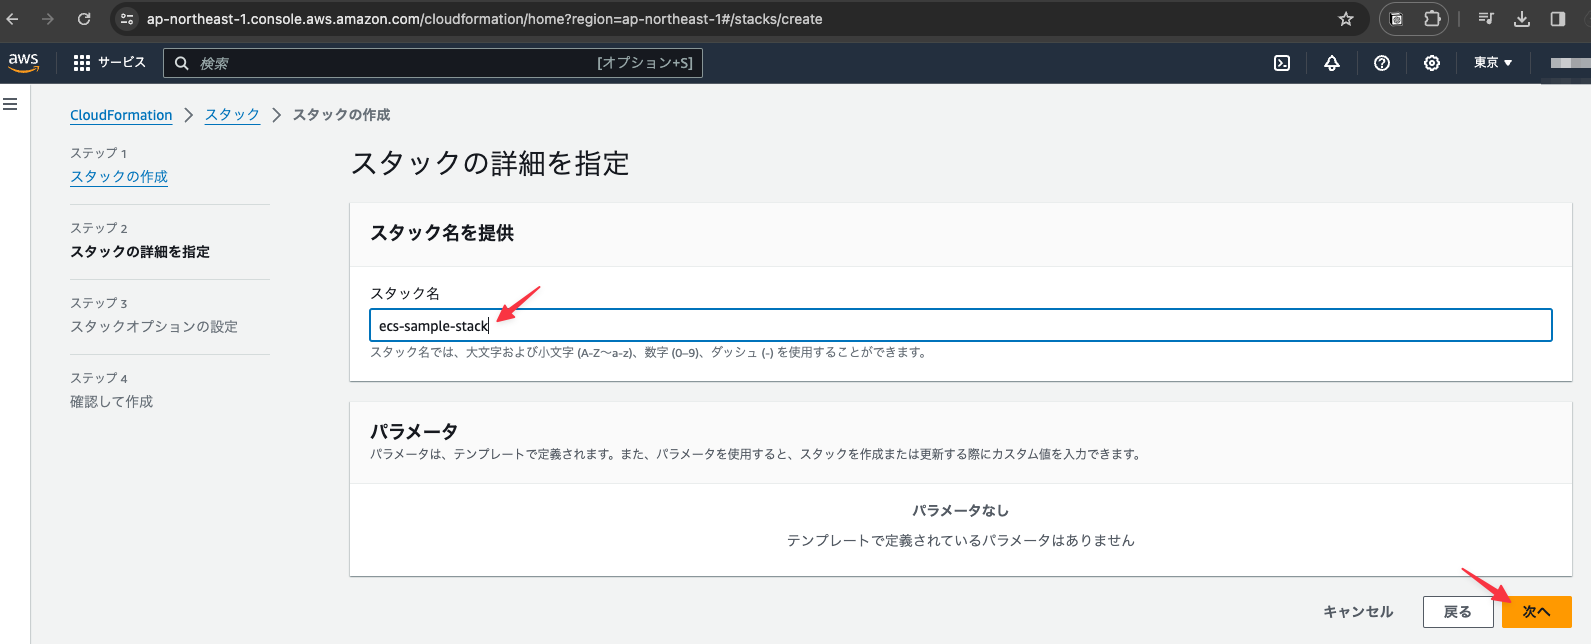 ap-northeast-1.console.aws.amazon.com/cloudformation/home?region=ap-northeast-1#/stacks/create
aws サービス 検索 [オプション+S] 東京
CloudFormation スタック スタックの作成
ステップ 1
スタックの作成
ステップ 2
スタックの詳細を指定
ステップ 3
スタックオプションの設定
ステップ 4
確認して作成
スタックの詳細を指定
スタック名を提供
スタック名
ecs-sample-stack
スタック名では、大文字および小文字 (A-Z～a-z)、数字 (0–9)、ダッシュ (-) を使用することができます。
パラメータ
パラメータは、テンプレートで定義されます。また、パラメータを使用すると、スタックを作成または更新する際にカスタム値を入力できます。
パラメータなし
テンプレートで定義されているパラメータはありません
キャンセル 戻る 次へ